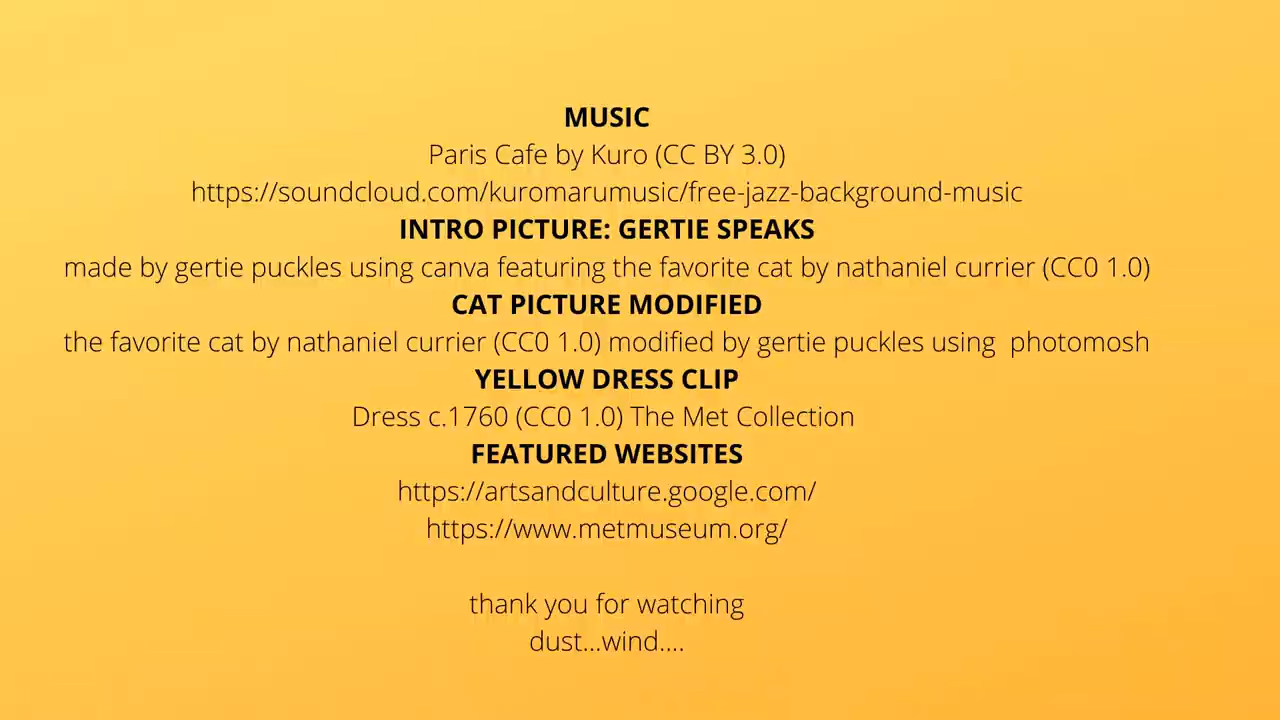 MUSIC
Paris Cafe by Kuro (CC BY 3.0)
https://soundcloud.com/kuromarumusic/free-jazz-background-music
INTRO PICTURE: GERTIE SPEAKS
made by gertie puckles using canva featuring the favorite cat by nathaniel currier (CC0 1.0)
CAT PICTURE MODIFIED
the favorite cat by nathaniel currier (CC0 1.0) modified by gertie puckles using  photomosh
YELLOW DRESS CLIP
Dress c.1760 (CC0 1.0) The Met Collection
FEATURED WEBSITES
https://artsandculture.google.com/
https://www.metmuseum.org/
thank you for watching
dust...wind....